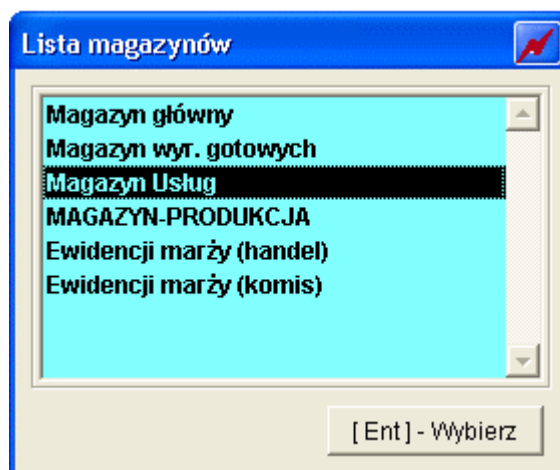 Lista magazynów
Magazyn główny
Magazyn wyr. gotowych
Magazyn Usług
MAGAZYN-PRODUKCJA
Ewidencji marży (handel)
Ewidencji marży (komis)
[ Ent ] - Wybierz